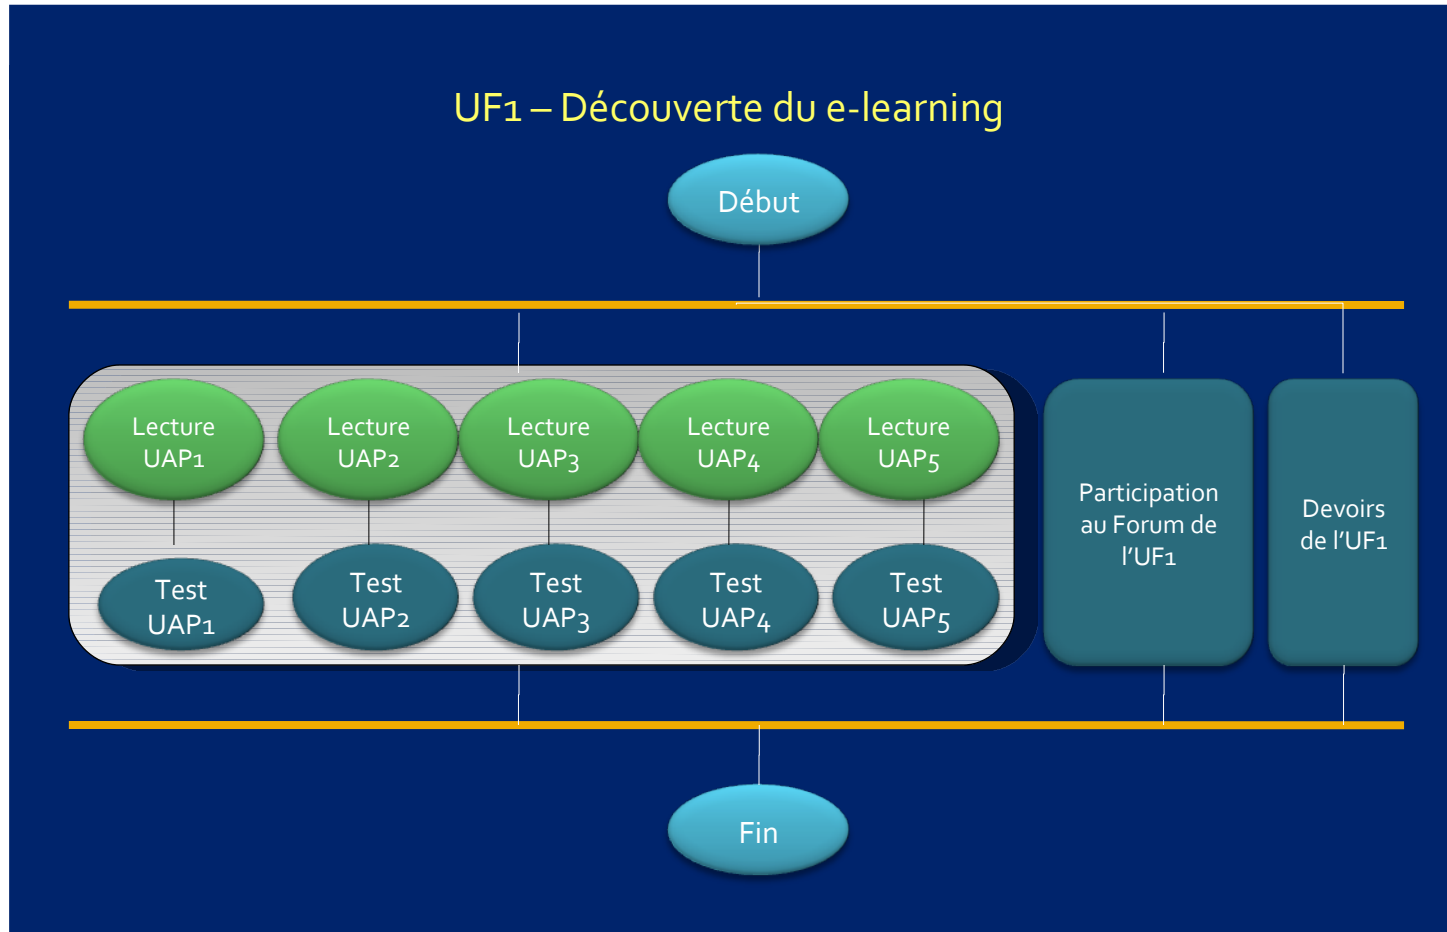 UF1 – Découverte du e-learning
Début
Lecture
UAP1
Lecture
UAP2
Lecture
UAP3
Lecture
UAP4
Lecture
UAP5
Test
UAP1
Test
UAP2
Test
UAP3
Test
UAP4
Test
UAP5
Participation
au Forum de
l’UF1
Devoirs
de l’UF1
Fin